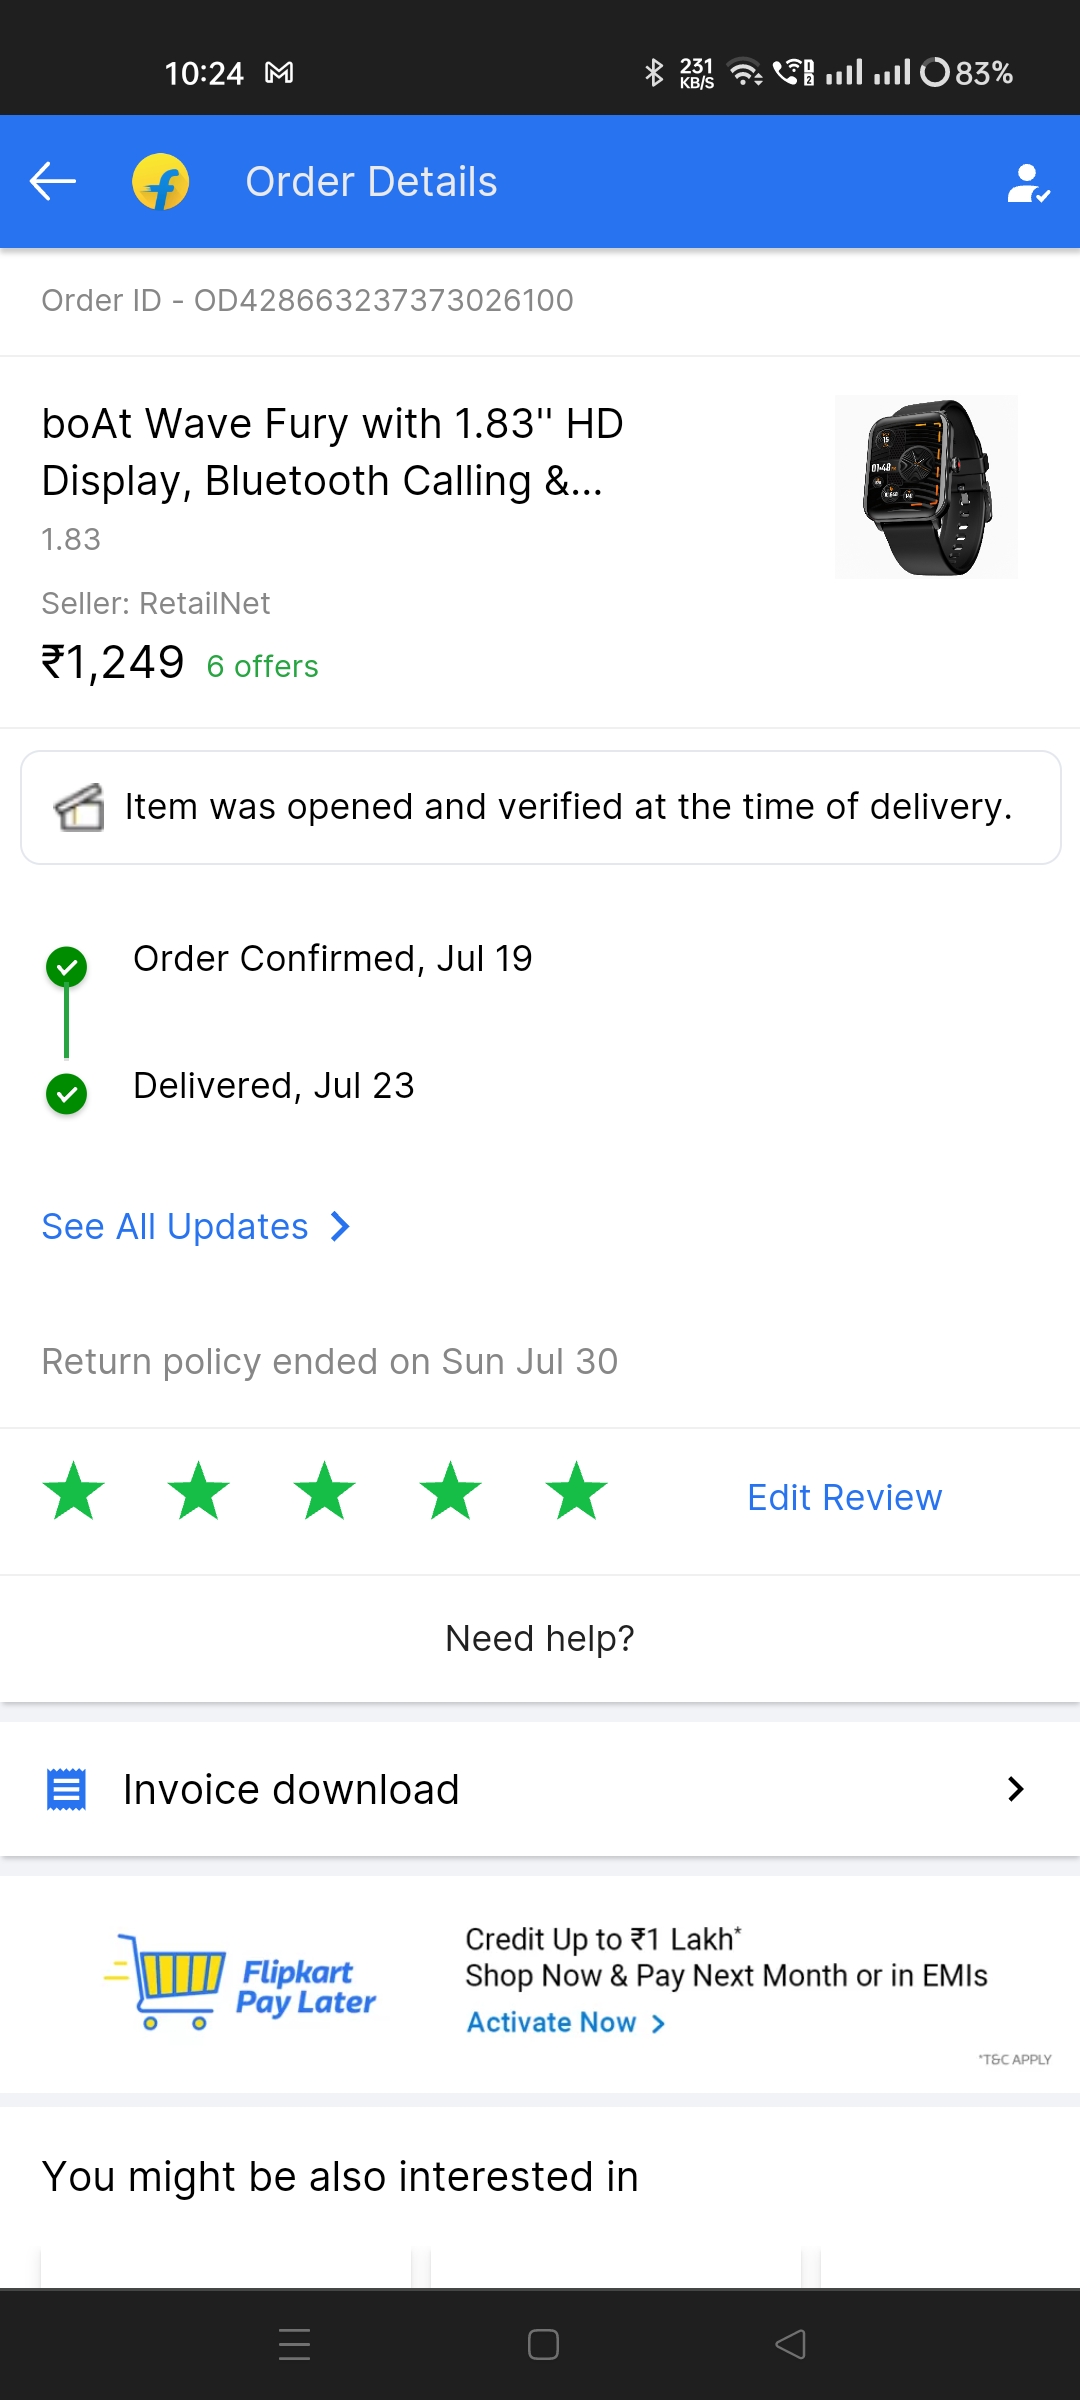 10:24
231
KB/S
83%
Order Details
Order ID - OD428663237373026100
boAt Wave Fury with 1.83'' HD
Display, Bluetooth Calling &...
1.83
Seller: RetailNet
₹1,249 6 offers
Item was opened and verified at the time of delivery.
Order Confirmed, Jul 19
Delivered, Jul 23
See All Updates
Return policy ended on Sun Jul 30
Edit Review
Need help?
Invoice download
Flipkart
Pay Later
Credit Up to ₹1 Lakh*
Shop Now & Pay Next Month or in EMIs
Activate Now
*T&C APPLY
You might be also interested in